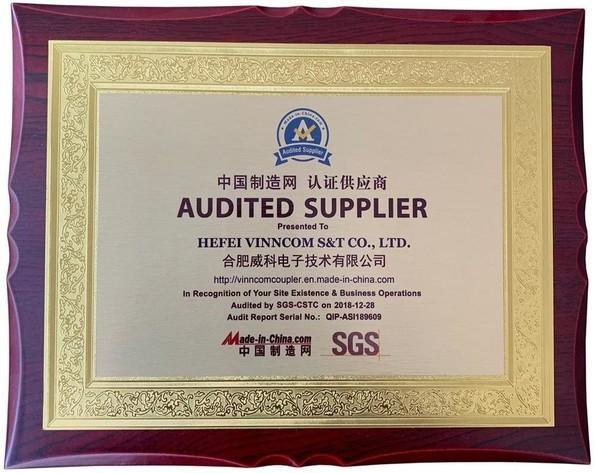 Made-in-China.com
Audited Supplier
中国制造网 认证供应商
AUDITED SUPPLIER
Presented To
HEFEI VINNCOM S&T CO., LTD.
合肥威科电子技术有限公司
http://vinncomcoupler.en.made-in-china.com
In Recognition of Your Site Existence & Business Operations
Audited by SGS-CSTC on 2018-12-28
Audit Report Serial No.: QIP-ASI189609
Made-in-China.com
中国制造网
SGS